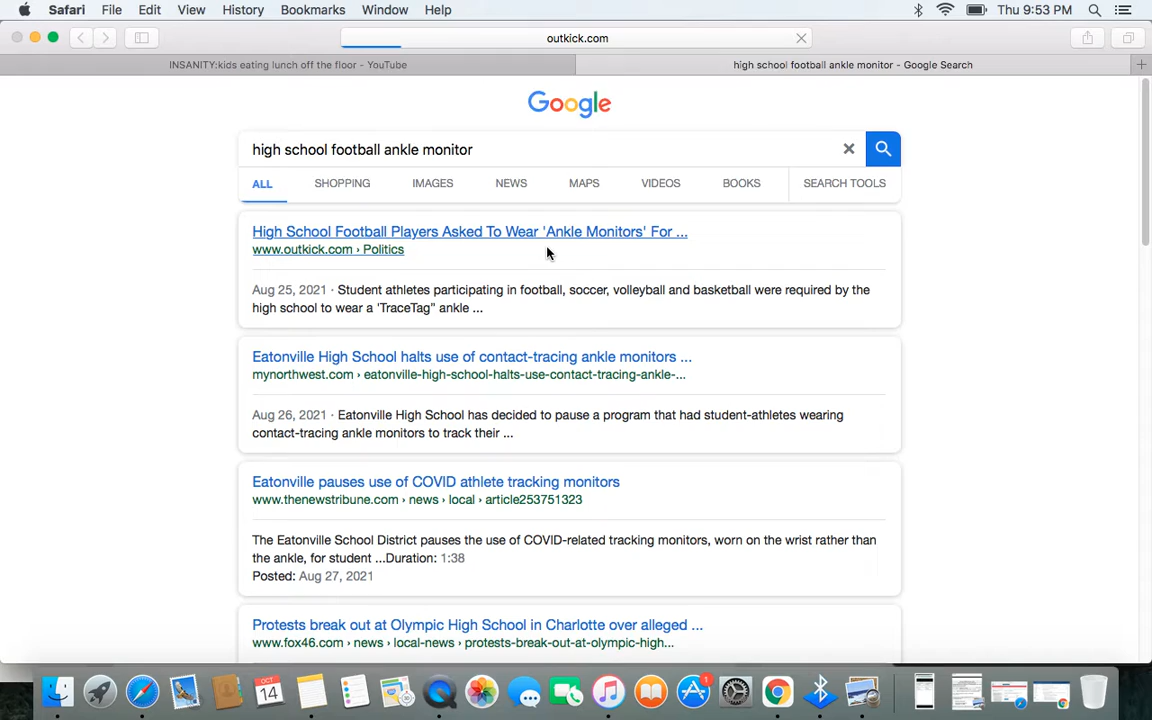 Safari File Edit View History Bookmarks Window Help Thu 9:53 PM
outkick.com
INSANITY:kids eating lunch off the floor - YouTube
high school football ankle monitor - Google Search
Google
high school football ankle monitor
ALL SHOPPING IMAGES NEWS MAPS VIDEOS BOOKS SEARCH TOOLS
High School Football Players Asked To Wear 'Ankle Monitors' For ...
www.outkick.com › Politics
Aug 25, 2021 · Student athletes participating in football, soccer, volleyball and basketball were required by the
high school to wear a 'TraceTag" ankle ...
Eatonville High School halts use of contact-tracing ankle monitors ...
mynorthwest.com › eatonville-high-school-halts-use-contact-tracing-ankle-...
Aug 26, 2021 · Eatonville High School has decided to pause a program that had student-athletes wearing
contact-tracing ankle monitors to track their ...
Eatonville pauses use of COVID athlete tracking monitors
www.thenewstribune.com › news › local › article253751323
The Eatonville School District pauses the use of COVID-related tracking monitors, worn on the wrist rather than
the ankle, for student ...Duration: 1:38
Posted: Aug 27, 2021
Protests break out at Olympic High School in Charlotte over alleged ...
www.fox46.com › news › local-news › protests-break-out-at-olympic-high...
OCT
14
1